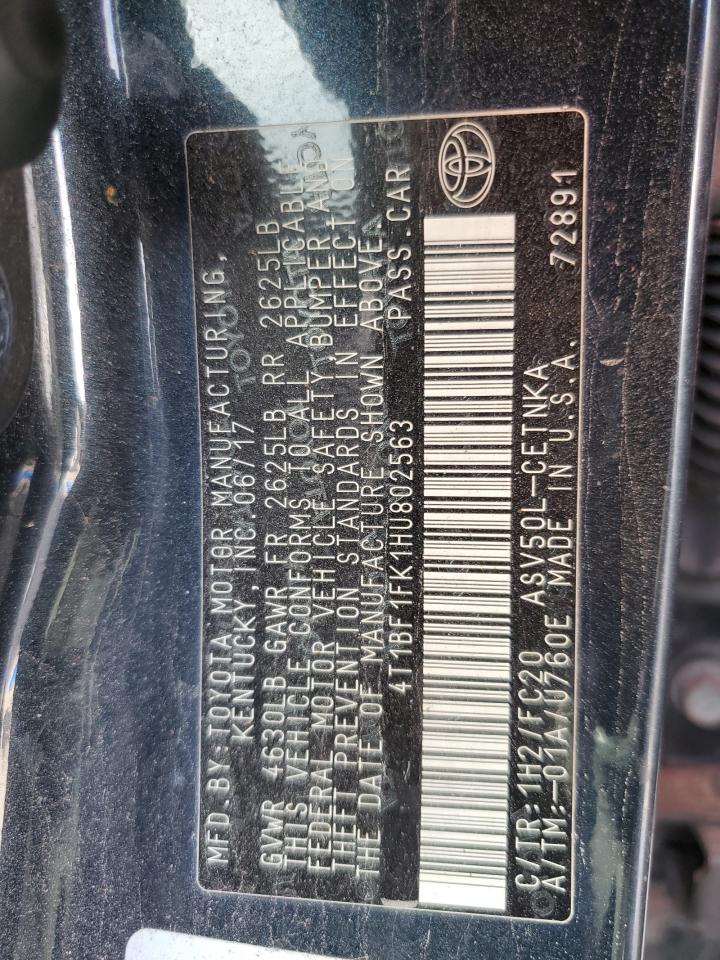 MFD.BY:TOYOTA MOTOR MANUFACTURING,
KENTUCKY, INC. 06/17
GVWR 4630LB GAWR FR 2625LB RR 2625LB
THIS VEHICLE CONFORMS TO ALL APPLICABLE
FEDERAL MOTOR VEHICLE SAFETY,BUMPER,AND
THEFT PREVENTION STANDARDS IN EFFECT ON
THE DATE OF MANUFACTURE SHOWN ABOVE.
4T1BF1FK1HU802563 PASS.CAR
C/IR:1H2/FC20 ASV50L-CETNKA
A/TM:-01A/U760E MADE IN U.S.A. 72891